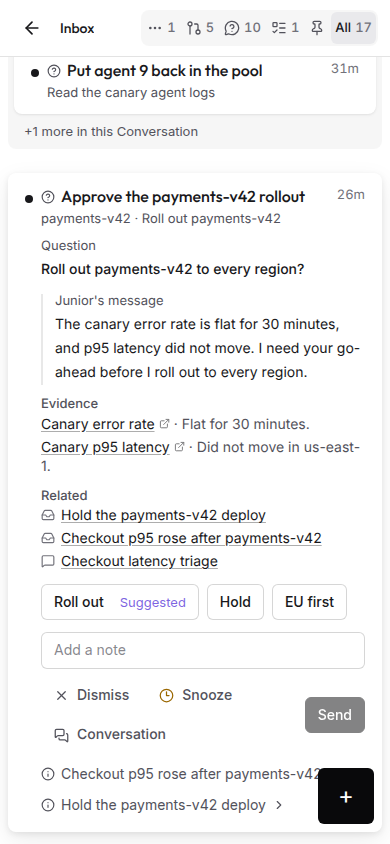 Inbox
1
5
10
1
All 17
Put agent 9 back in the pool
31m
Read the canary agent logs
+1 more in this Conversation
Approve the payments-v42 rollout
26m
payments-v42 · Roll out payments-v42
Question
Roll out payments-v42 to every region?
Junior's message
The canary error rate is flat for 30 minutes,
and p95 latency did not move. I need your go-
ahead before I roll out to every region.
Evidence
Canary error rate · Flat for 30 minutes.
Canary p95 latency · Did not move in us-east-
1.
Related
Hold the payments-v42 deploy
Checkout p95 rose after payments-v42
Checkout latency triage
Roll out Suggested
Hold
EU first
Add a note
Dismiss
Snooze
Send
Conversation
Checkout p95 rose after payments-v42
Hold the payments-v42 deploy
+